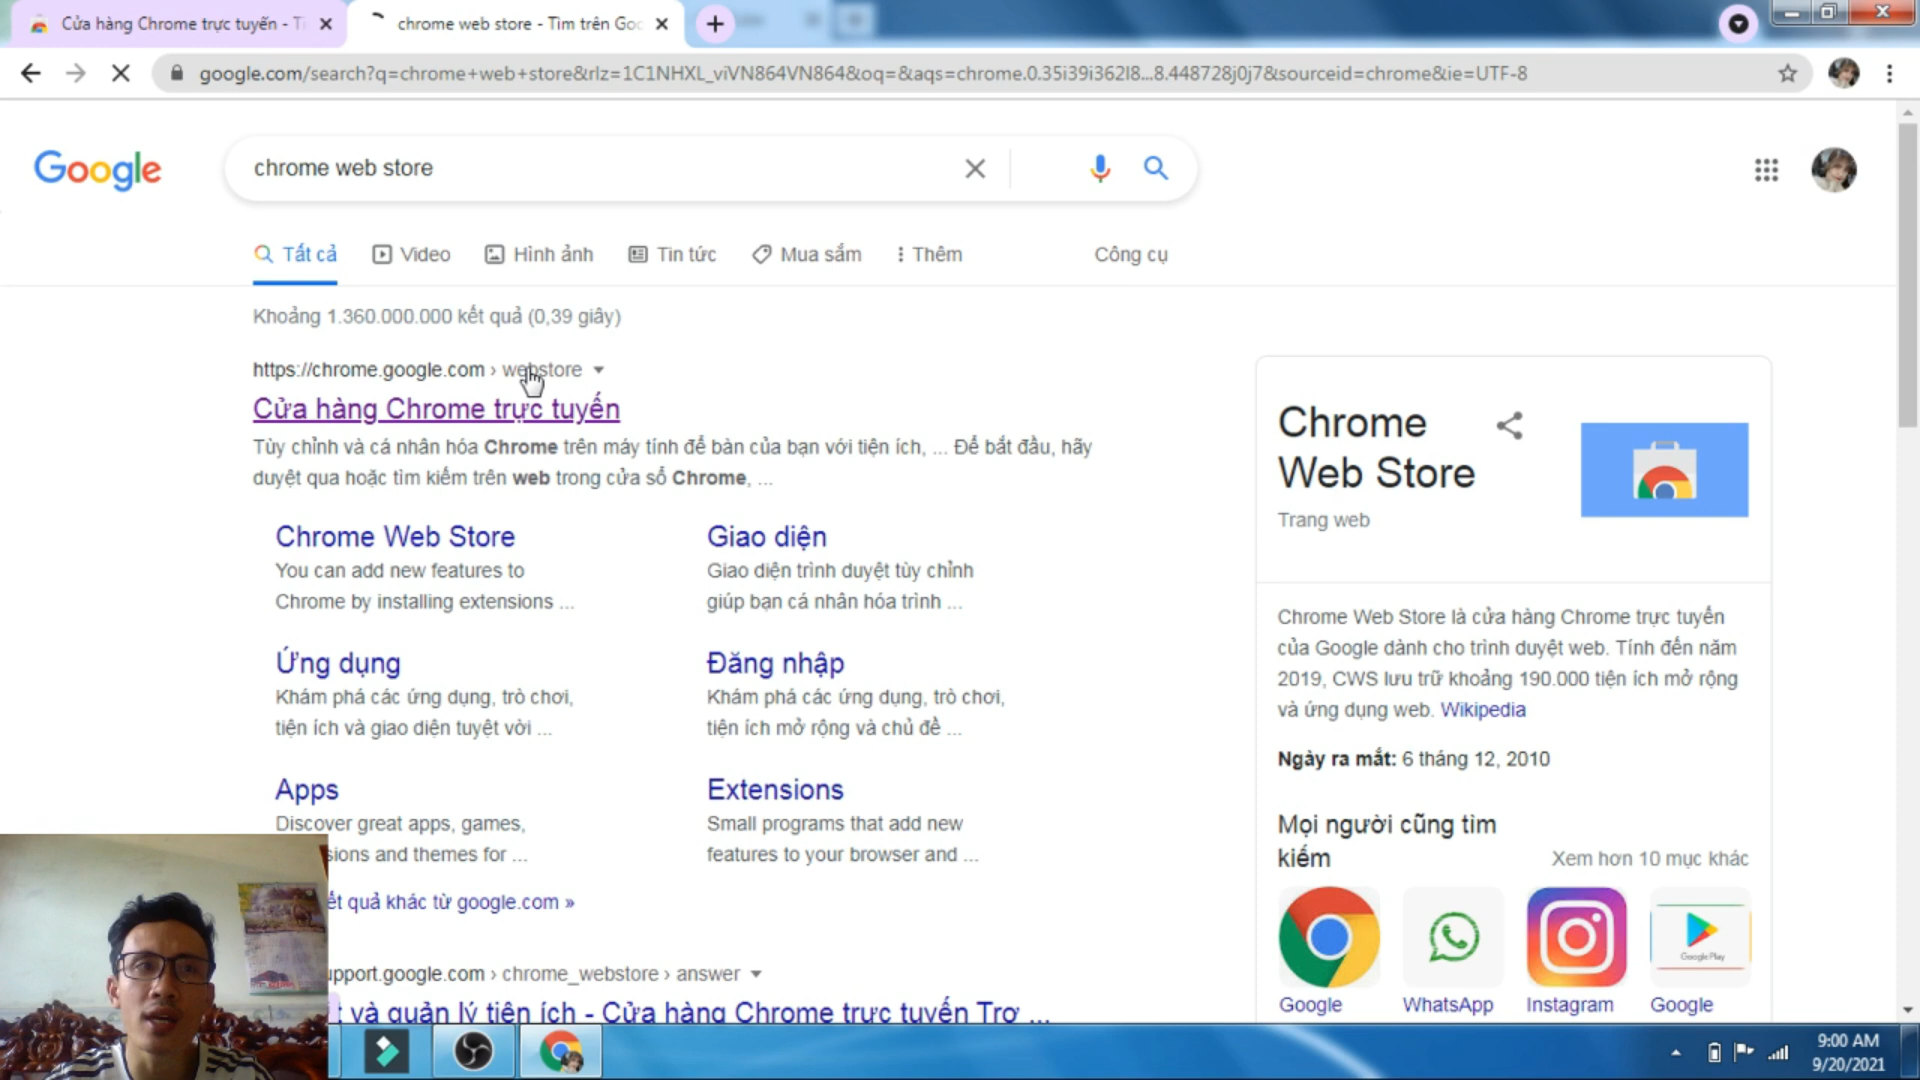 Cửa hàng Chrome trực tuyến - Ti
chrome web store - Tìm trên Goo
google.com/search?q=chrome+web+store&rlz=1C1NHXL_viVN864VN864&oq=&aqs=chrome.0.35i39i362l8...8.448728j0j7&sourceid=chrome&ie=UTF-8
Google
chrome web store
Tất cả
Video
Hình ảnh
Tin tức
Mua sắm
Thêm
Công cụ
Khoảng 1.360.000.000 kết quả (0,39 giây)
https://chrome.google.com › webstore
Cửa hàng Chrome trực tuyến
Tùy chỉnh và cá nhân hóa Chrome trên máy tính để bàn của bạn với tiện ích, ... Để bắt đầu, hãy
duyệt qua hoặc tìm kiếm trên web trong cửa sổ Chrome, ...
Chrome Web Store
You can add new features to
Chrome by installing extensions ...
Giao diện
Giao diện trình duyệt tùy chỉnh
giúp bạn cá nhân hóa trình ...
Ứng dụng
Khám phá các ứng dụng, trò chơi,
tiện ích và giao diện tuyệt vời ...
Đăng nhập
Khám phá các ứng dụng, trò chơi,
tiện ích mở rộng và chủ đề ...
Apps
Discover great apps, games,
sions and themes for ...
Extensions
Small programs that add new
features to your browser and ...
ết quả khác từ google.com »
upport.google.com › chrome_webstore › answer
t và quản lý tiện ích - Cửa hàng Chrome trực tuyến Trợ ...
Chrome
Web Store
Trang web
Chrome Web Store là cửa hàng Chrome trực tuyến
của Google dành cho trình duyệt web. Tính đến năm
2019, CWS lưu trữ khoảng 190.000 tiện ích mở rộng
và ứng dụng web. Wikipedia
Ngày ra mắt: 6 tháng 12, 2010
Mọi người cũng tìm
kiếm
Xem hơn 10 mục khác
Google Play
Google
WhatsApp
Instagram
Google
9:00 AM
9/20/2021